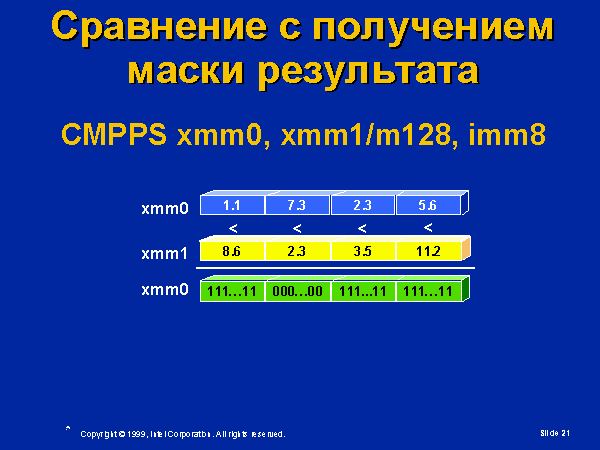 Сравнение с получением
маски результата
CMPPS xmm0, xmm1/m128, imm8
xmm0 1.1 7.3 2.3 5.6
< < < <
xmm1 8.6 2.3 3.5 11.2
xmm0 111…11 000…00 111...11 111…11
* Copyright © 1999, Intel Corporation. All rights reserved. Slide 21